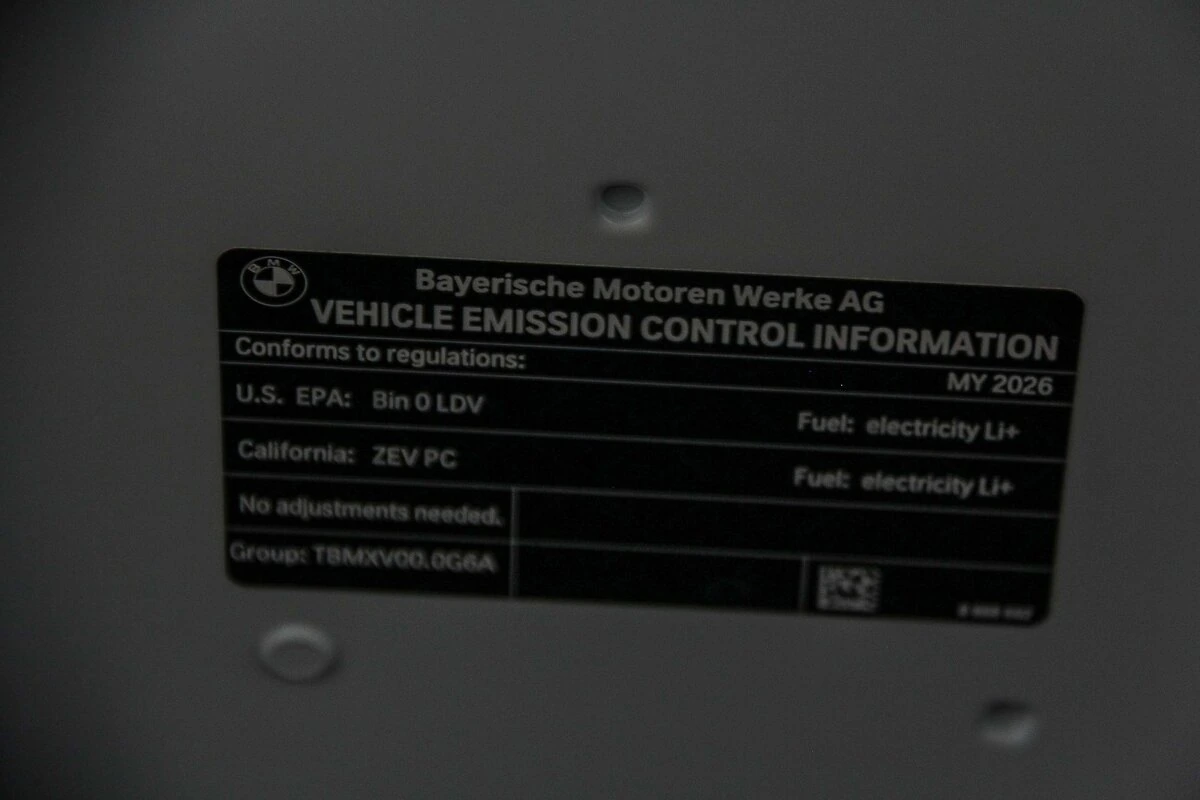 BMW
Bayerische Motoren Werke AG
VEHICLE EMISSION CONTROL INFORMATION
Conforms to regulations:
MY 2026
U.S. EPA: Bin 0 LDV
Fuel: electricity Li+
California: ZEV PC
Fuel: electricity Li+
No adjustments needed.
Group: TBMXV00.0G6A